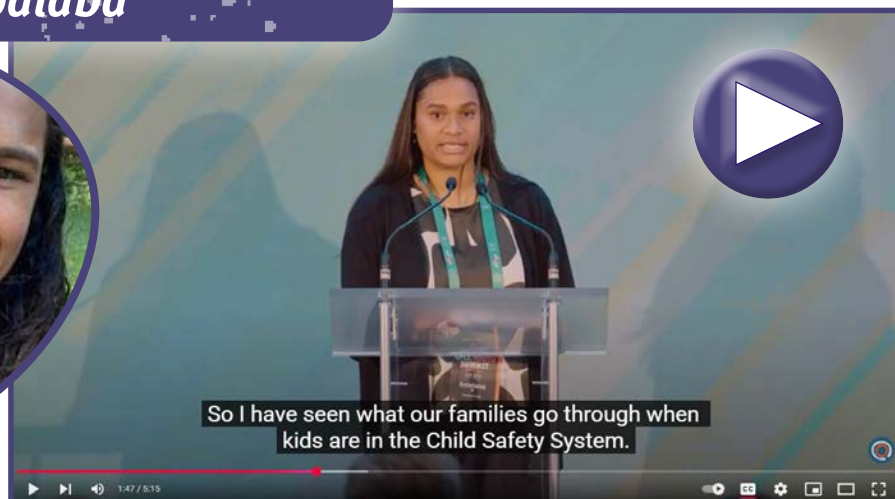 So I have seen what our families go through when
kids are in the Child Safety System.
1:47 / 5:15
CC